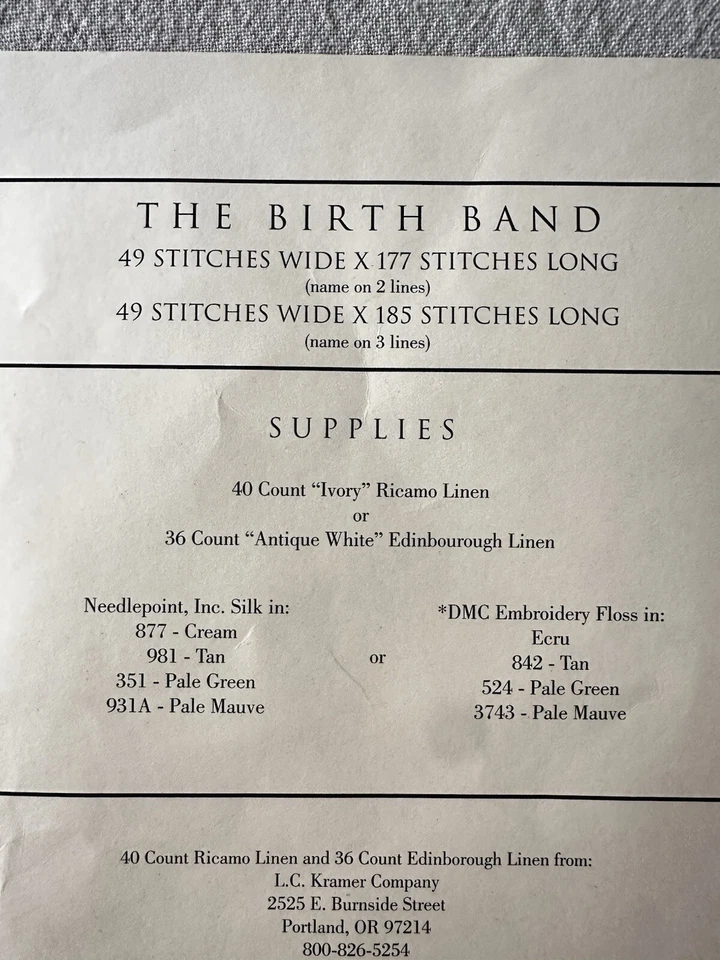 THE BIRTH BAND
49 STITCHES WIDE X 177 STITCHES LONG
(name on 2 lines)
49 STITCHES WIDE X 185 STITCHES LONG
(name on 3 lines)
SUPPLIES
40 Count “Ivory” Ricamo Linen
or
36 Count “Antique White” Edinbourough Linen
Needlepoint, Inc. Silk in:
877 - Cream
981 - Tan
351 - Pale Green
931A - Pale Mauve
or
*DMC Embroidery Floss in:
Ecru
842 - Tan
524 - Pale Green
3743 - Pale Mauve
40 Count Ricamo Linen and 36 Count Edinborough Linen from:
L.C. Kramer Company
2525 E. Burnside Street
Portland, OR 97214
800-826-5254